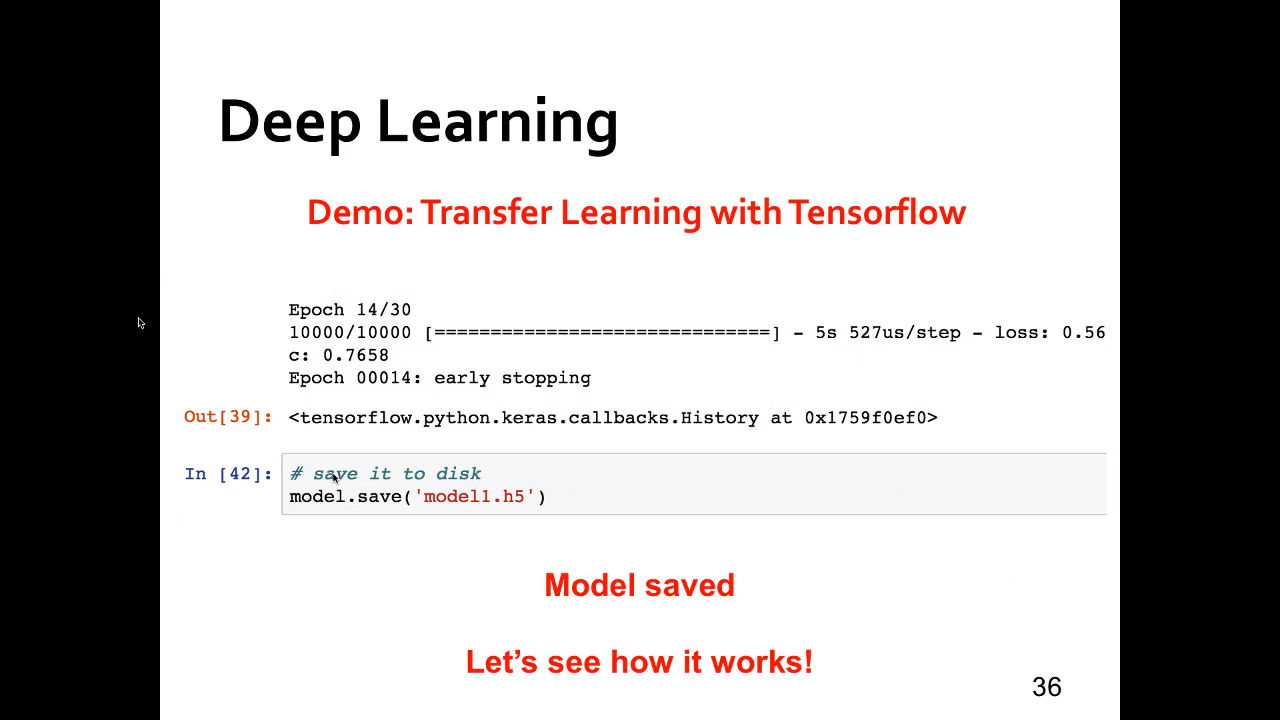 Deep Learning
Demo: Transfer Learning with Tensorflow
Epoch 14/30
10000/10000 [==============================] - 5s 527us/step - loss: 0.56
c: 0.7658
Epoch 00014: early stopping
Out[39]: <tensorflow.python.keras.callbacks.History at 0x1759f0ef0>
In [42]: # save it to disk
model.save('model1.h5')
Model saved
Let’s see how it works!
36